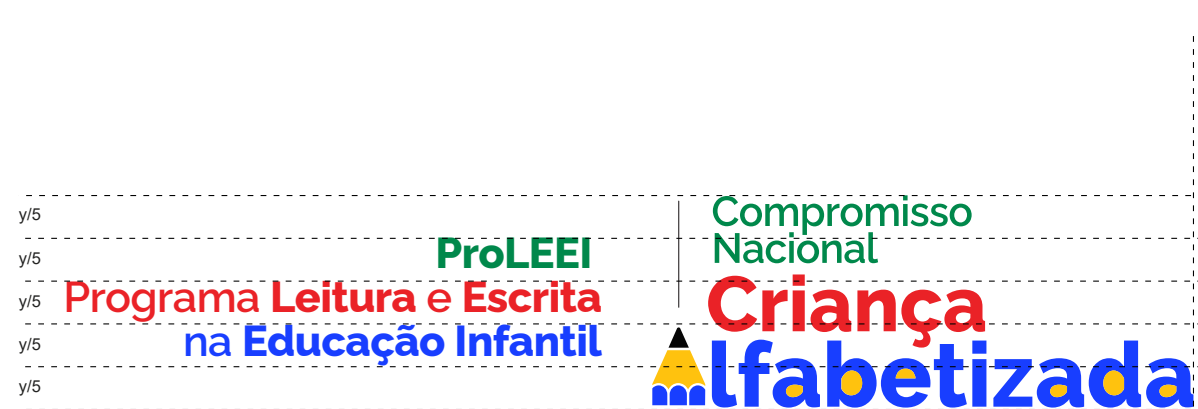 y/5
y/5
y/5
y/5
y/5
ProLEEI
Programa Leitura e Escrita
na Educação Infantil
Compromisso
Nacional
Criança
Alfabetizada